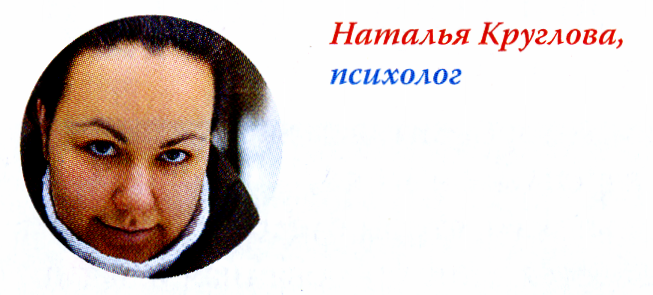 Наталья Круглова,
психолог